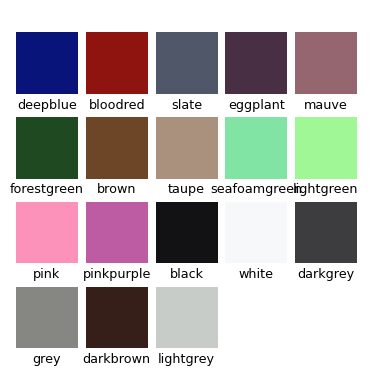 deepblue bloodred slate eggplant mauve
forestgreen brown taupe seafoamgreen lightgreen
pink pinkpurple black white darkgrey
grey darkbrown lightgrey